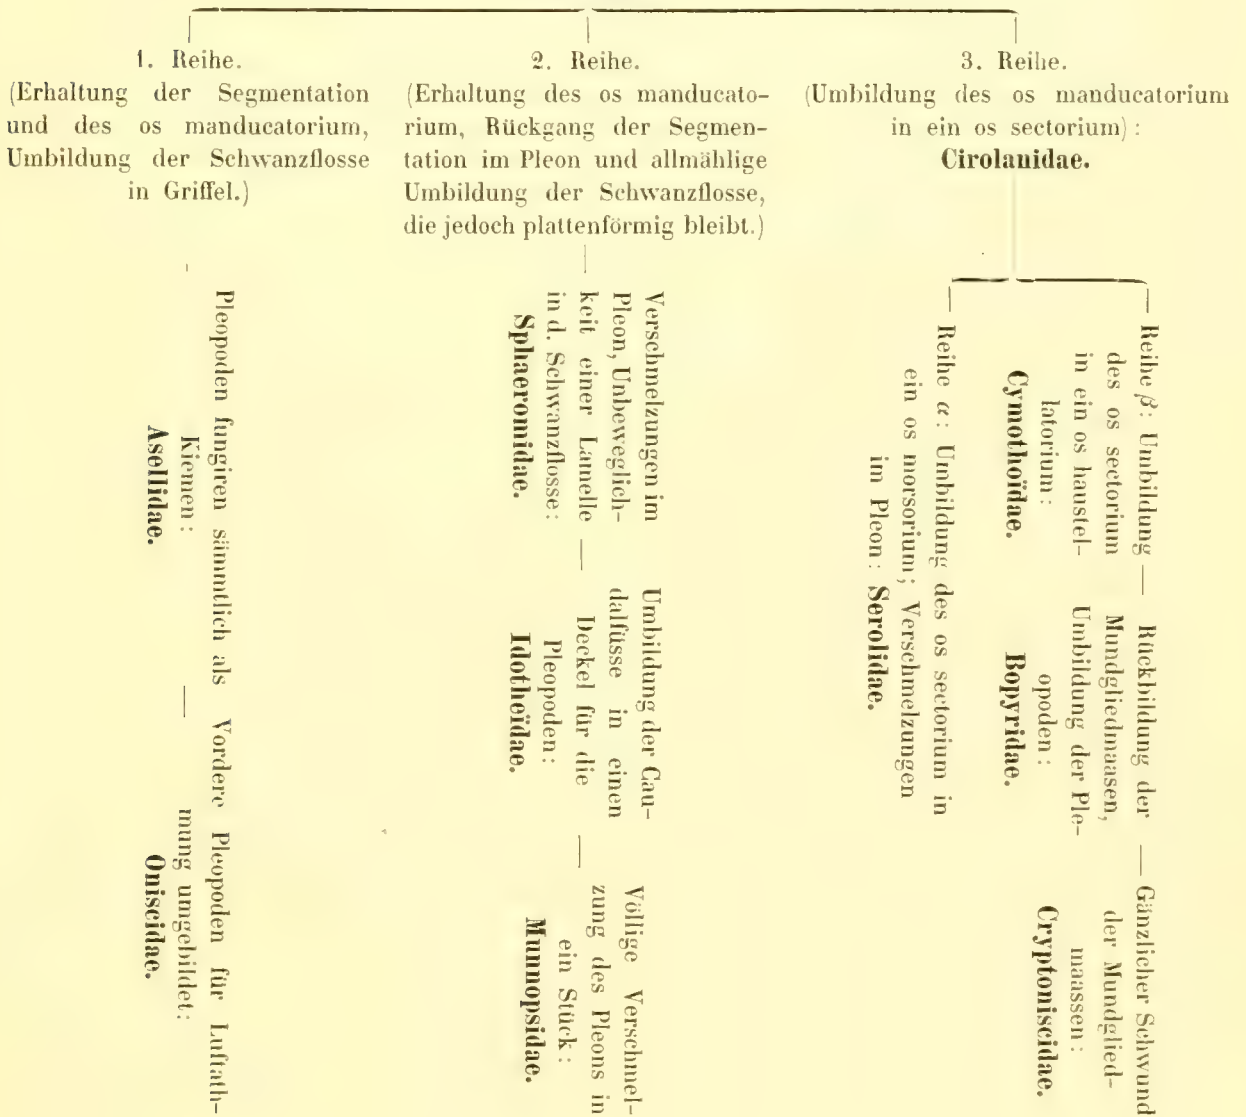 1. Reihe.
(Erhaltung der Segmentation
und des os manducatorium,
Umbildung der Schwanzflosse
in Griffel.)
2. Reihe.
(Erhaltung des os manducato-
rium, Rückgang der Segmen-
tation im Pleon und allmählige
Umbildung der Schwanzflosse,
die jedoch plattenförmig bleibt.)
3. Reihe.
(Umbildung des os manducatorium
in ein os sectorium):
Cirolanidae.
Pleopoden fungiren sämmtlich als
Kiemen:
Asellidae.
— Vordere Pleopoden für Luftath-
mung umgebildet:
Oniscidae.
Verschmelzungen im
Pleon, Unbeweglich-
keit einer Lamelle
in d. Schwanzflosse:
Sphaeromidae.
— Umbildung der Cau-
dalfüsse in einen
Deckel für die
Pleopoden:
Idotheïdae.
— Völlige Verschmel-
zung des Pleons in
ein Stück:
Munnopsidae.
— Reihe α: Umbildung des os sectorium in
ein os morsorium; Verschmelzungen
im Pleon: Serolidae.
— Reihe β: Umbildung
des os sectorium
in ein os haustel-
latorium:
Cymothoïdae.
— Rückbildung der
Mundgliedmaasen,
Umbildung der Ple-
opoden:
Bopyridae.
— Gänzlicher Schwund
der Mundglied-
maassen:
Cryptoniscidae.